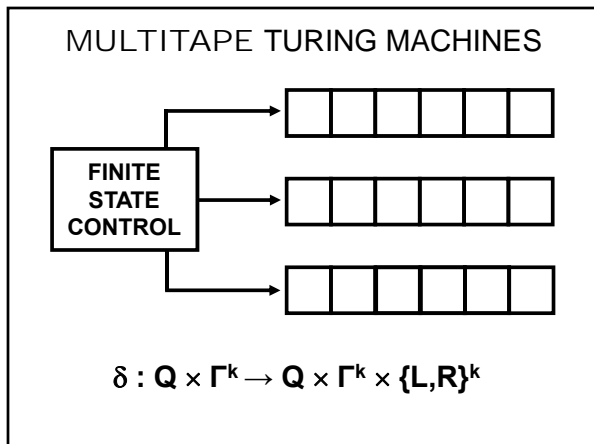 MULTITAPE TURING MACHINES
FINITE
STATE
CONTROL
δ : Q × Γᵏ → Q × Γᵏ × {L,R}ᵏ